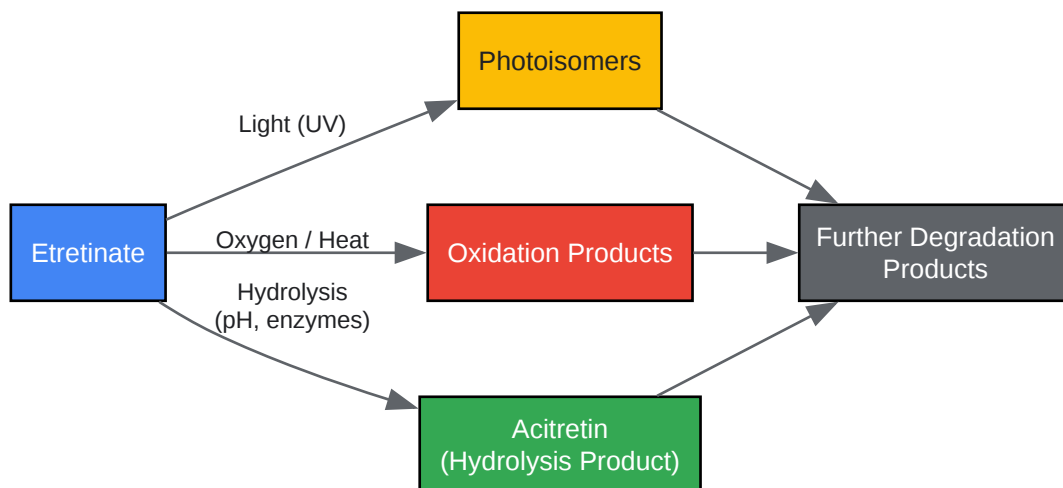 Photoisomers
Light (UV)
Etretinate
Oxygen / Heat
Oxidation Products
Further Degradation
Products
Hydrolysis
(pH, enzymes)
Acitretin
(Hydrolysis Product)